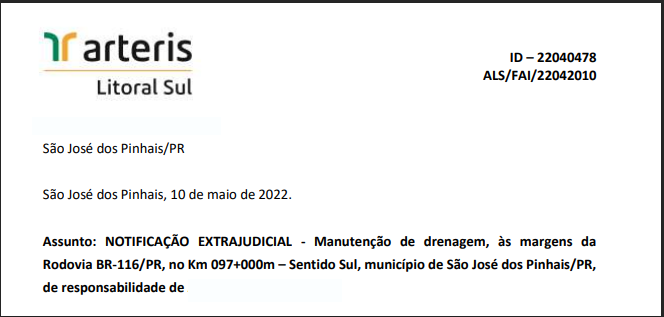 arteris
Litoral Sul
ID – 22040478
ALS/FAI/22042010
São José dos Pinhais/PR
São José dos Pinhais, 10 de maio de 2022.
Assunto: NOTIFICAÇÃO EXTRAJUDICIAL - Manutenção de drenagem, às margens da
Rodovia BR-116/PR, no Km 097+000m – Sentido Sul, município de São José dos Pinhais/PR,
de responsabilidade de